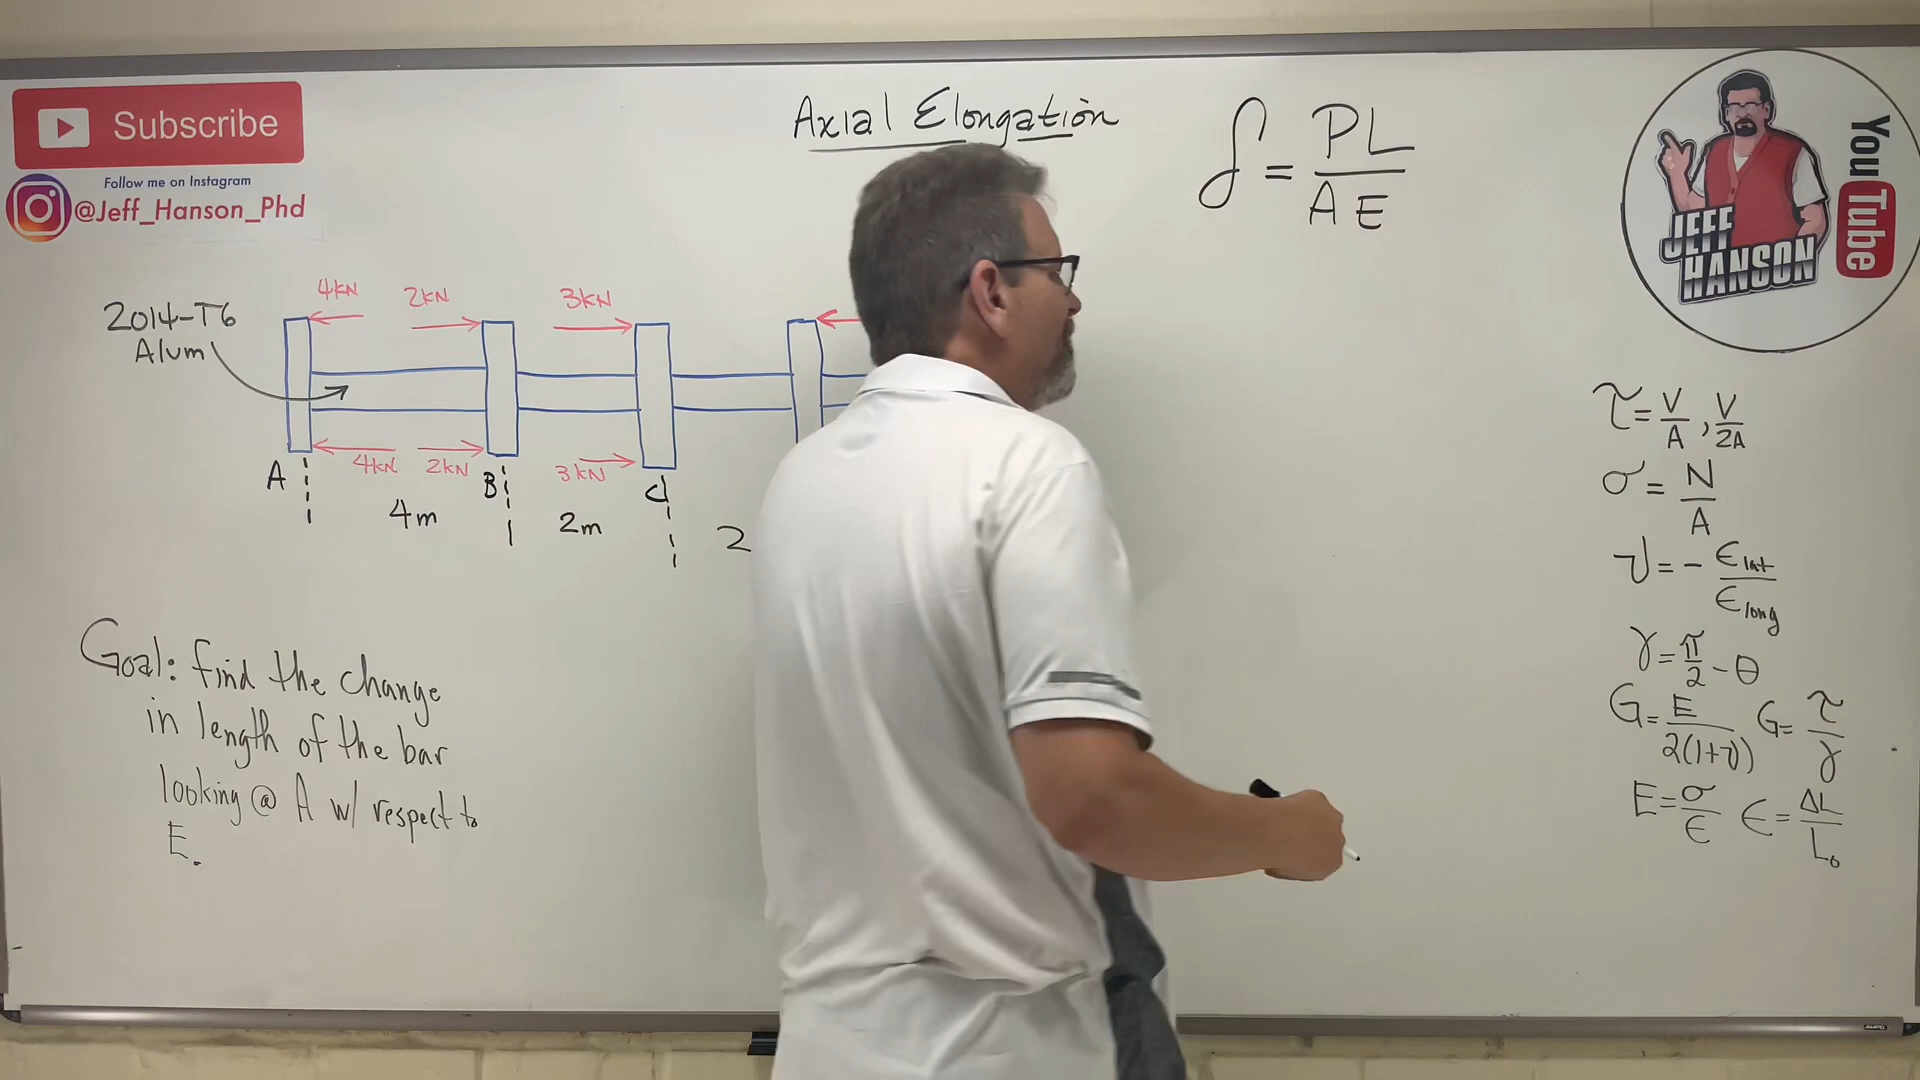 Subscribe
Follow me on Instagram
@Jeff_Hanson_Phd
Axial Elongation
δ = PL / AE
YouTube
JEFF HANSON
4kN
2kN
3kN
2014-T6
Alum
4kN
2kN
3kN
A
B
C
4m
2m
2
Goal: find the change
in length of the bar
looking @ A w/ respect to
E.
τ = V/A , V/2A
σ = N/A
ν = - ϵlat / ϵlong
γ = π/2 - θ
G = E / 2(1+ν)
G = τ/γ
E = σ/ϵ
ϵ = ΔL / L₀